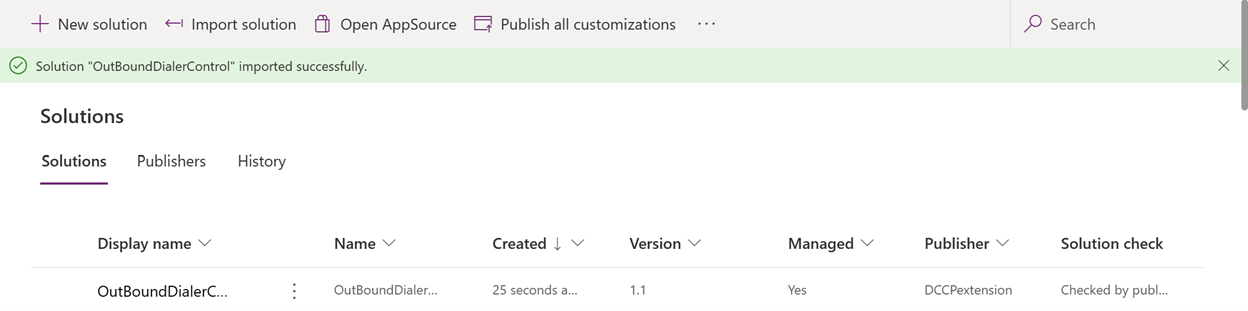 New solution Import solution Open AppSource Publish all customizations ··· Search
Solution "OutBoundDialerControl" imported successfully.
Solutions
Solutions Publishers History
Display name Name Created ↓ Version Managed Publisher Solution check
OutBoundDialerC... OutBoundDialer... 25 seconds a... 1.1 Yes DCCPextension Checked by publ...